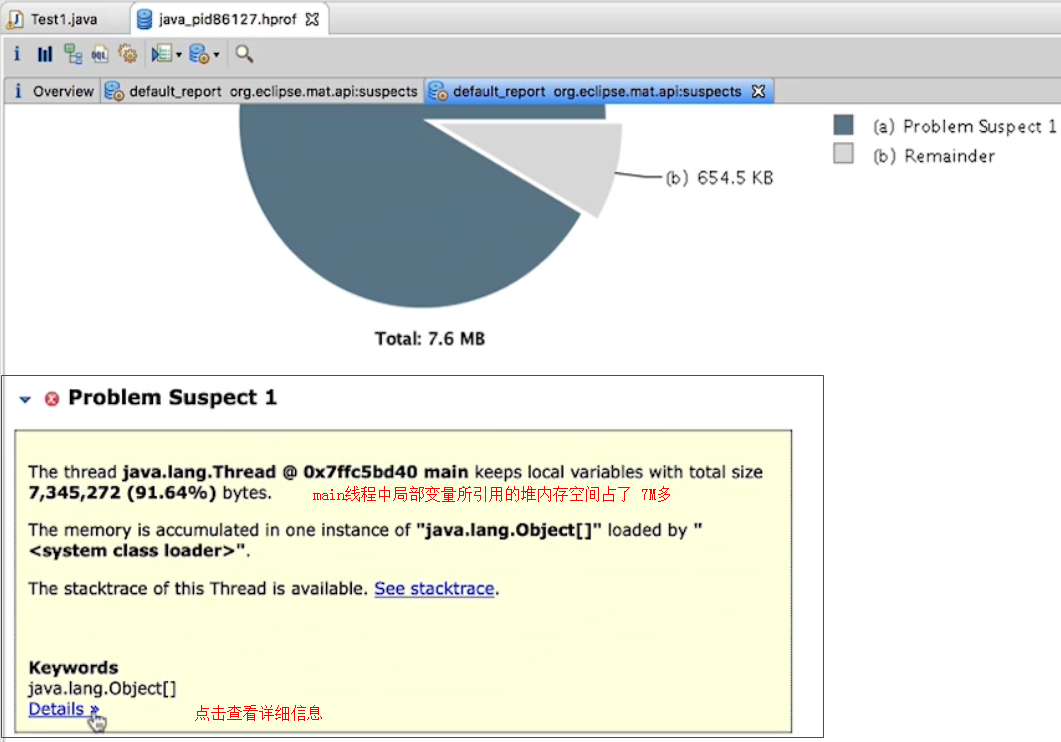 Test1.java
java_pid86127.hprof
Overview
default_report org.eclipse.mat.api:suspects
default_report org.eclipse.mat.api:suspects
(a) Problem Suspect 1
(b) Remainder
(b) 654.5 KB
Total: 7.6 MB
Problem Suspect 1
The thread java.lang.Thread @ 0x7ffc5bd40 main keeps local variables with total size
7,345,272 (91.64%) bytes.
main线程中局部变量所引用的堆内存空间占了 7M多
The memory is accumulated in one instance of "java.lang.Object[]" loaded by "
<system class loader>".
The stacktrace of this Thread is available. See stacktrace.
Keywords
java.lang.Object[]
Details »
点击查看详细信息